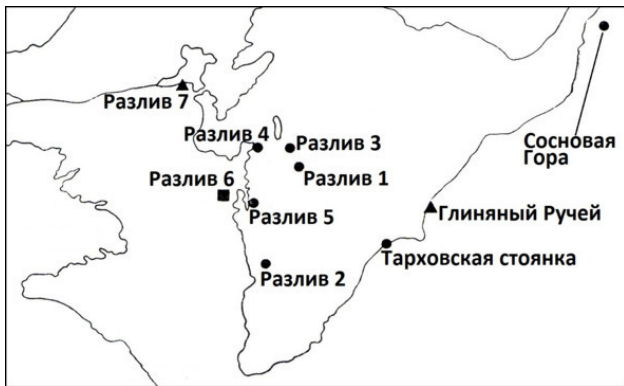 Разлив 7
Разлив 4
Разлив 3
Сосновая
Гора
Разлив 6
Разлив 1
Разлив 5
Глиняный Ручей
Тарховская стоянка
Разлив 2